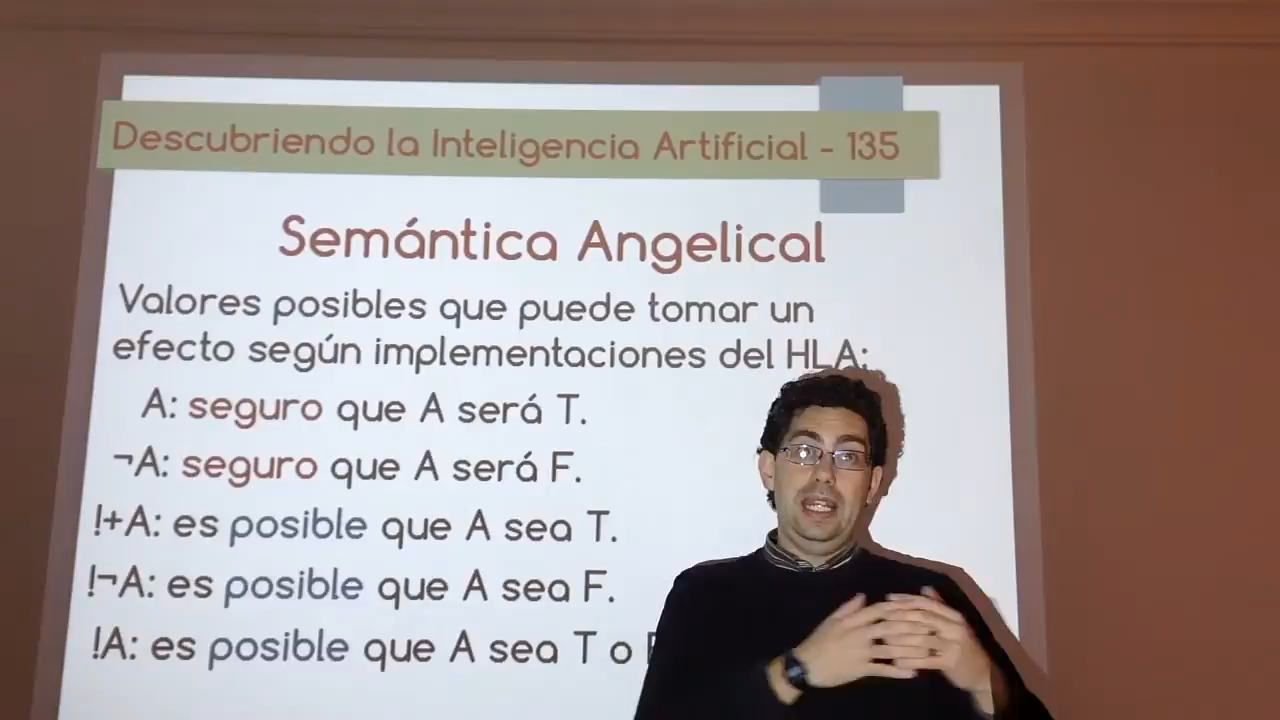 Descubriendo la Inteligencia Artificial - 135
Semántica Angelical
Valores posibles que puede tomar un
efecto según implementaciones del HLA:
A: seguro que A será T.
¬A: seguro que A será F.
!+A: es posible que A sea T.
!¬A: es posible que A sea F.
!A: es posible que A sea T o